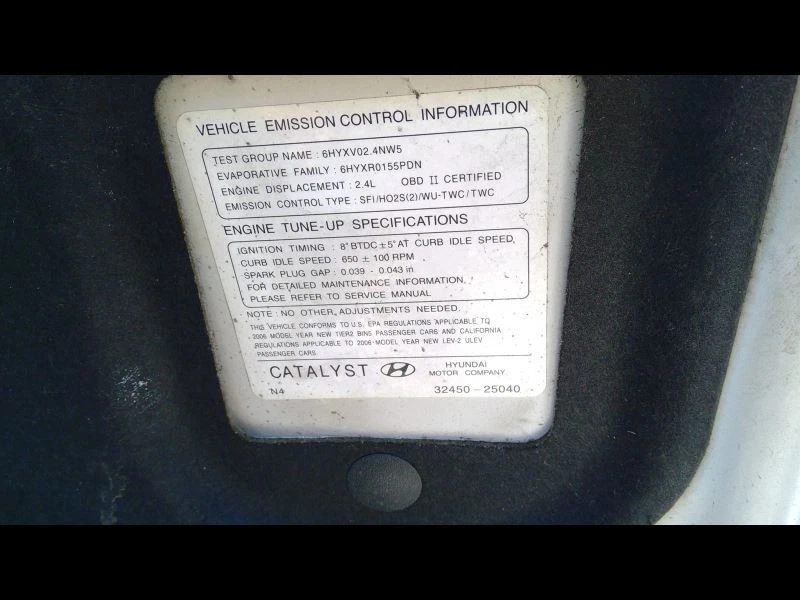 VEHICLE EMISSION CONTROL INFORMATION
TEST GROUP NAME : 6HYXV02.4NW5
EVAPORATIVE FAMILY : 6HYXR0155PDN
ENGINE DISPLACEMENT : 2.4L OBD II CERTIFIED
EMISSION CONTROL TYPE : SFI/HO2S(2)/WU-TWC/TWC
ENGINE TUNE-UP SPECIFICATIONS
IGNITION TIMING : 8° BTDC ±5° AT CURB IDLE SPEED,
CURB IDLE SPEED : 650 ± 100 RPM
SPARK PLUG GAP : 0.039 - 0.043 in
FOR DETAILED MAINTENANCE INFORMATION,
PLEASE REFER TO SERVICE MANUAL
NOTE : NO OTHER ADJUSTMENTS NEEDED.
THIS VEHICLE CONFORMS TO U.S. EPA REGULATIONS APPLICABLE TO
2006 MODEL YEAR NEW TIER2 BIN5 PASSENGER CARS AND CALIFORNIA
REGULATIONS APPLICABLE TO 2006 MODEL YEAR NEW LEV-2 ULEV
PASSENGER CARS.
CATALYST HYUNDAI
MOTOR COMPANY.
N4 32450-25040